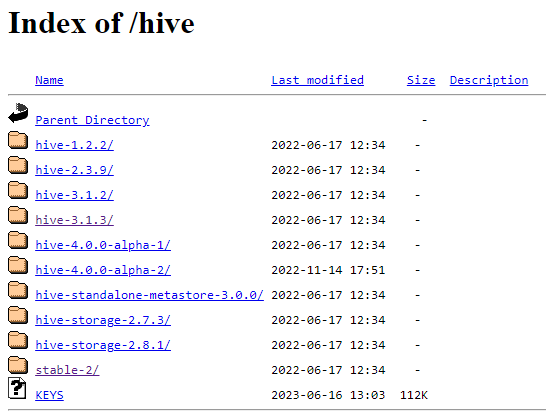 Index of /hive
Name Last modified Size Description
Parent Directory -
hive-1.2.2/ 2022-06-17 12:34 -
hive-2.3.9/ 2022-06-17 12:34 -
hive-3.1.2/ 2022-06-17 12:34 -
hive-3.1.3/ 2022-06-17 12:34 -
hive-4.0.0-alpha-1/ 2022-06-17 12:34 -
hive-4.0.0-alpha-2/ 2022-11-14 17:51 -
hive-standalone-metastore-3.0.0/ 2022-06-17 12:34 -
hive-storage-2.7.3/ 2022-06-17 12:34 -
hive-storage-2.8.1/ 2022-06-17 12:34 -
stable-2/ 2022-06-17 12:34 -
? KEYS 2023-06-16 13:03 112K